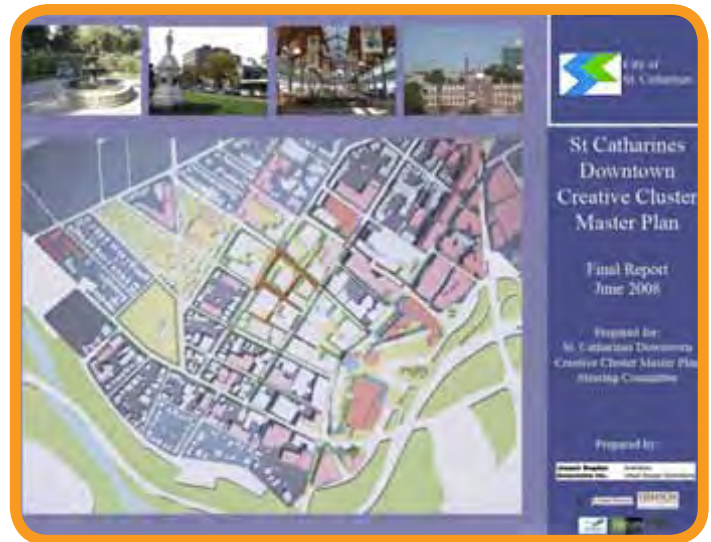 City of
St. Catharines
St Catharines
Downtown
Creative Cluster
Master Plan
Final Report
June 2008
Prepared for:
St. Catharines Downtown
Creative Cluster Master Plan
Steering Committee
Prepared by: